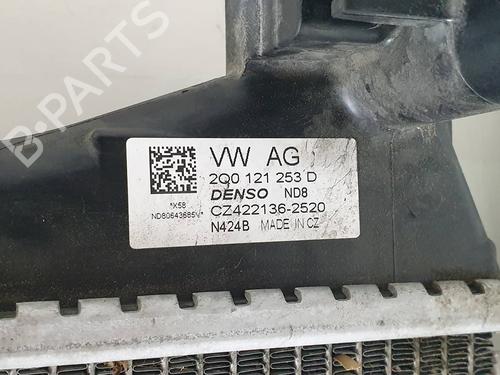 VW AG
2Q0 121 253 D
DENSO ND8
CZ422136-2520
N424B MADE IN CZ
*X58
ND80643685V*
B-PARTS